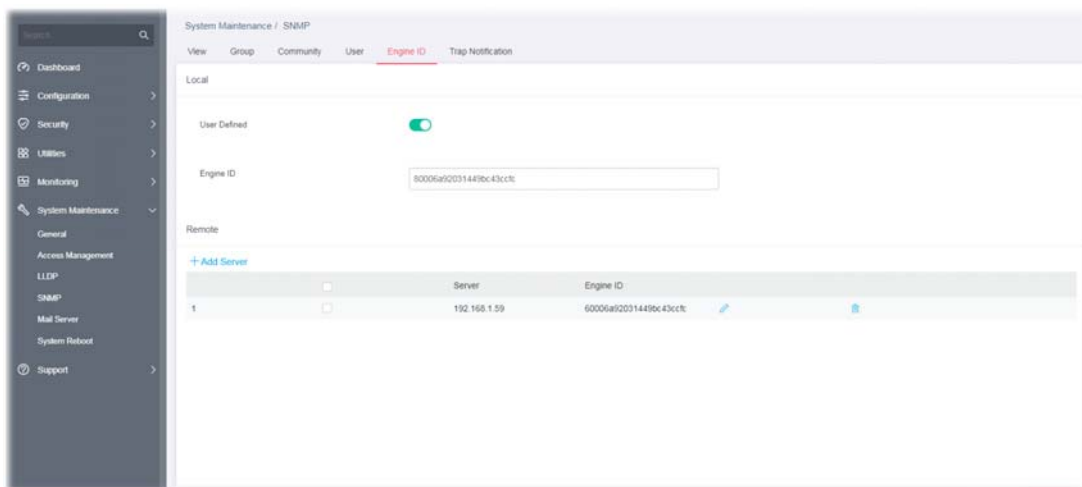 Search
Dashboard
Configuration
Security
Utilities
Monitoring
System Maintenance
General
Access Management
LLDP
SNMP
Mail Server
System Reboot
Support
System Maintenance / SNMP
View Group Community User Engine ID Trap Notification
Local
User Defined
Engine ID
80006a92031449bc43ccfc
Remote
+ Add Server
Server Engine ID
1 192.168.1.59 60006a92031449bc43ccfc